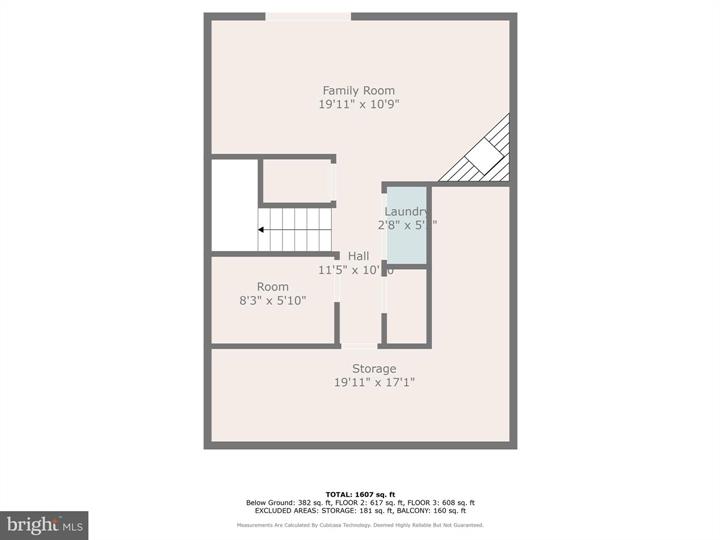 Family Room
19'11" x 10'9"
Laundry
2'8" x 5'
Hall
11'5" x 10'
Room
8'3" x 5'10"
Storage
19'11" x 17'1"
TOTAL: 1607 sq. ft
Below Ground: 382 sq. ft, FLOOR 2: 617 sq. ft, FLOOR 3: 608 sq. ft
EXCLUDED AREAS: STORAGE: 181 sq. ft, BALCONY: 160 sq. ft
Measurements Are Calculated By Cubicasa Technology. Deemed Highly Reliable But Not Guaranteed.
bright MLS